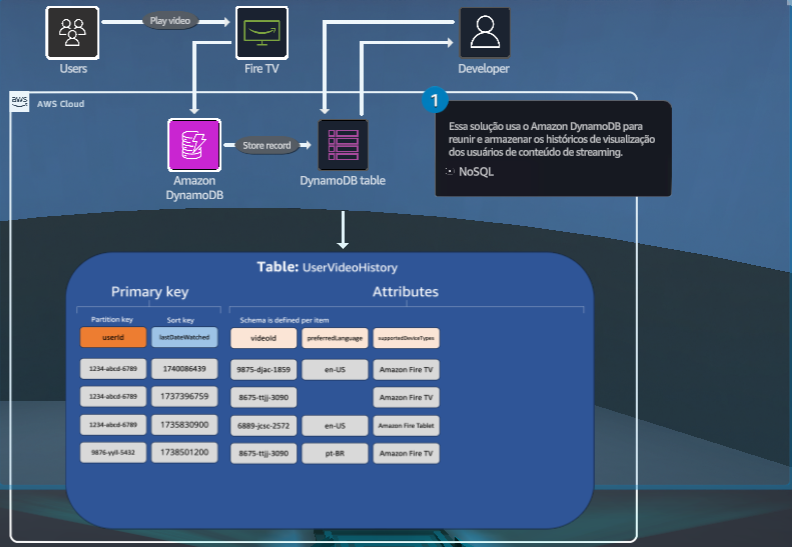 Play video
Users
Fire TV
Developer
aws
AWS Cloud
1
Essa solução usa o Amazon DynamoDB para
reunir e armazenar os históricos de visualização
dos usuários de conteúdo de streaming.
NoSQL
Store record
Amazon
DynamoDB
DynamoDB table
Table: UserVideoHistory
Primary key
Attributes
Partition key
Sort key
Schema is defined per item
userId
lastDateWatched
videoId
preferredLanguage
supportedDeviceTypes
1234-abcd-6789 1740086439 9875-djac-1859 en-US Amazon Fire TV
1234-abcd-6789 1737396759 8675-ttjj-3090 Amazon Fire TV
1234-abcd-6789 1735830900 6889-jcsc-2572 en-US Amazon Fire Tablet
9876-yyll-5432 1738501200 8675-ttjj-3090 pt-BR Amazon Fire TV